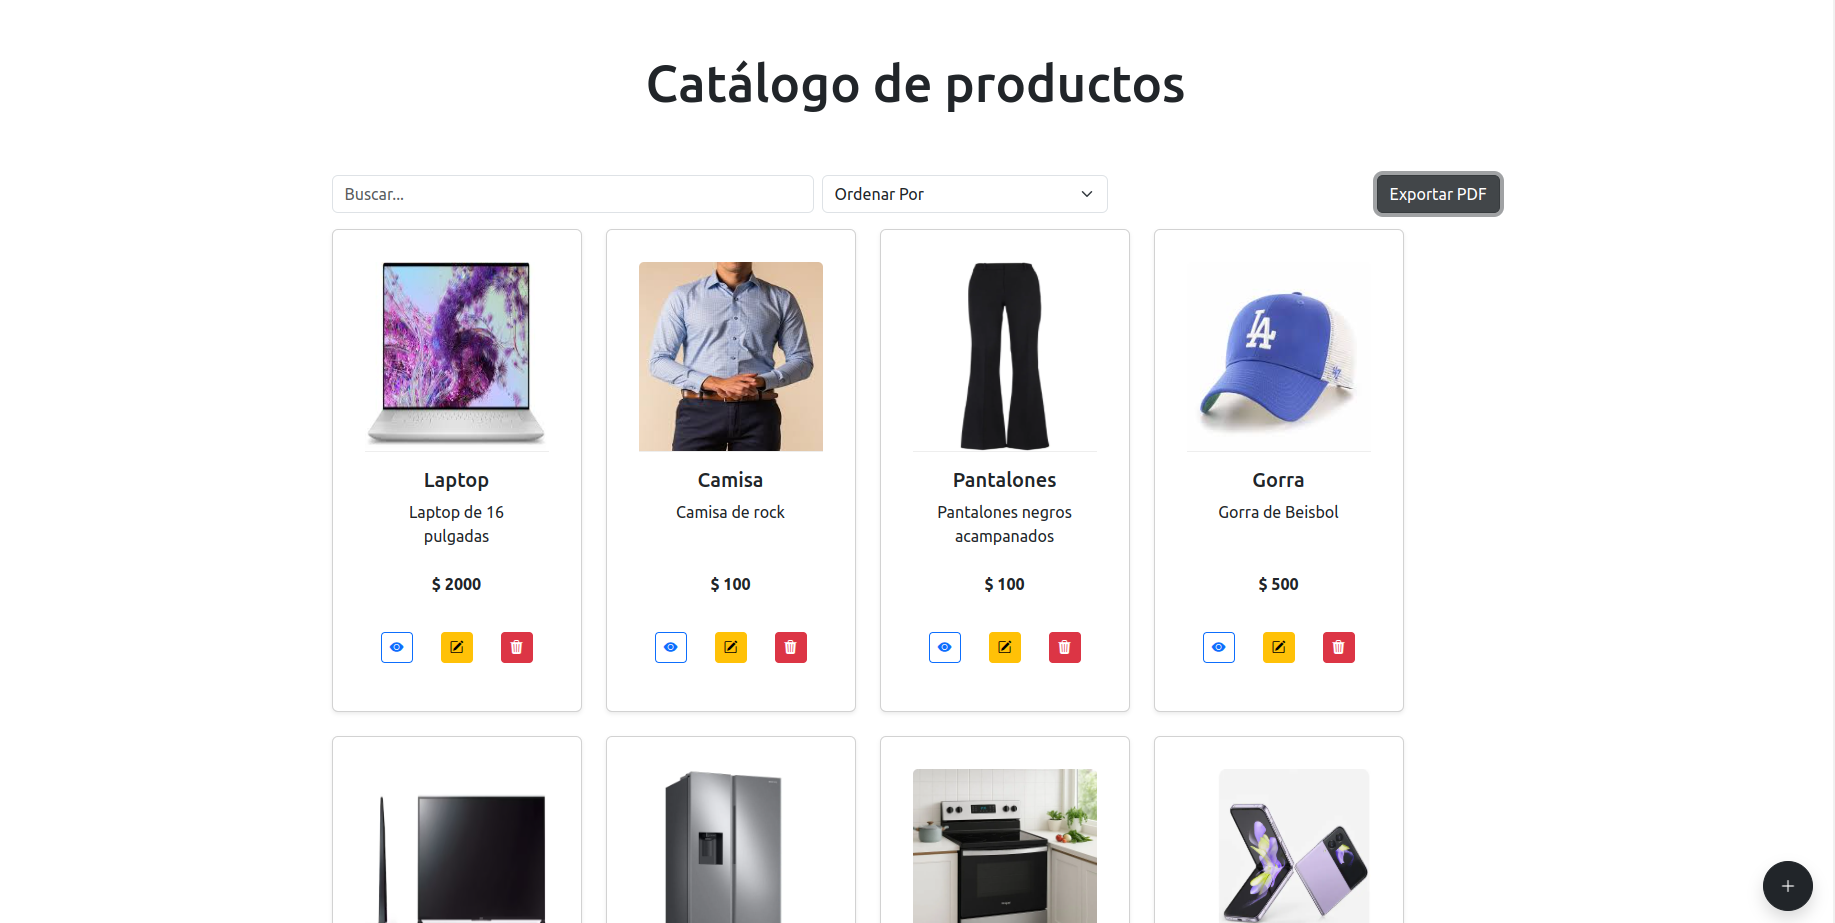 Catálogo de productos
Buscar...
Ordenar Por
Exportar PDF
LA
Laptop
Camisa
Pantalones
Gorra
Laptop de 16
pulgadas
Camisa de rock
Pantalones negros
acampanados
Gorra de Beisbol
$ 2000
$ 100
$ 100
$ 500